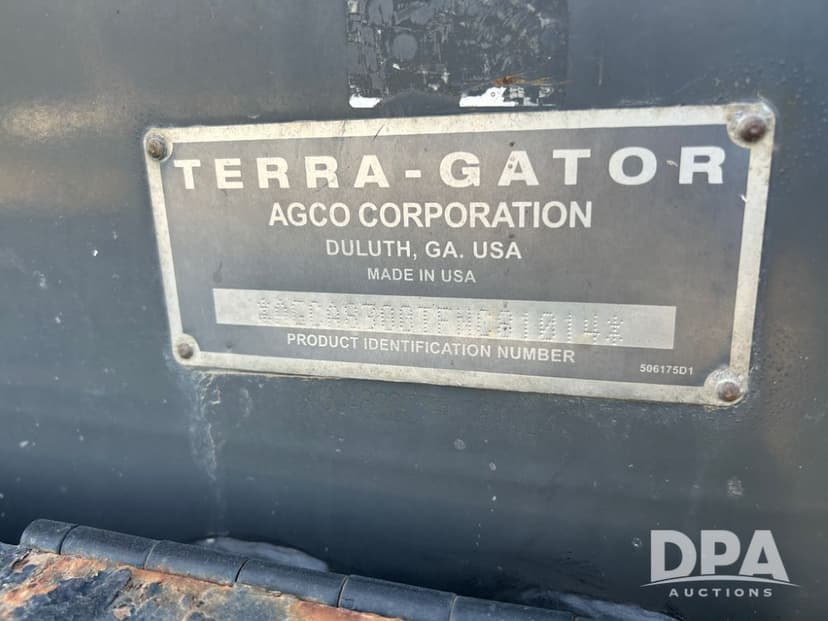 TERRA-GATOR
AGCO CORPORATION
DULUTH, GA. USA
MADE IN USA
PRODUCT IDENTIFICATION NUMBER
506175D1
DPA
AUCTIONS